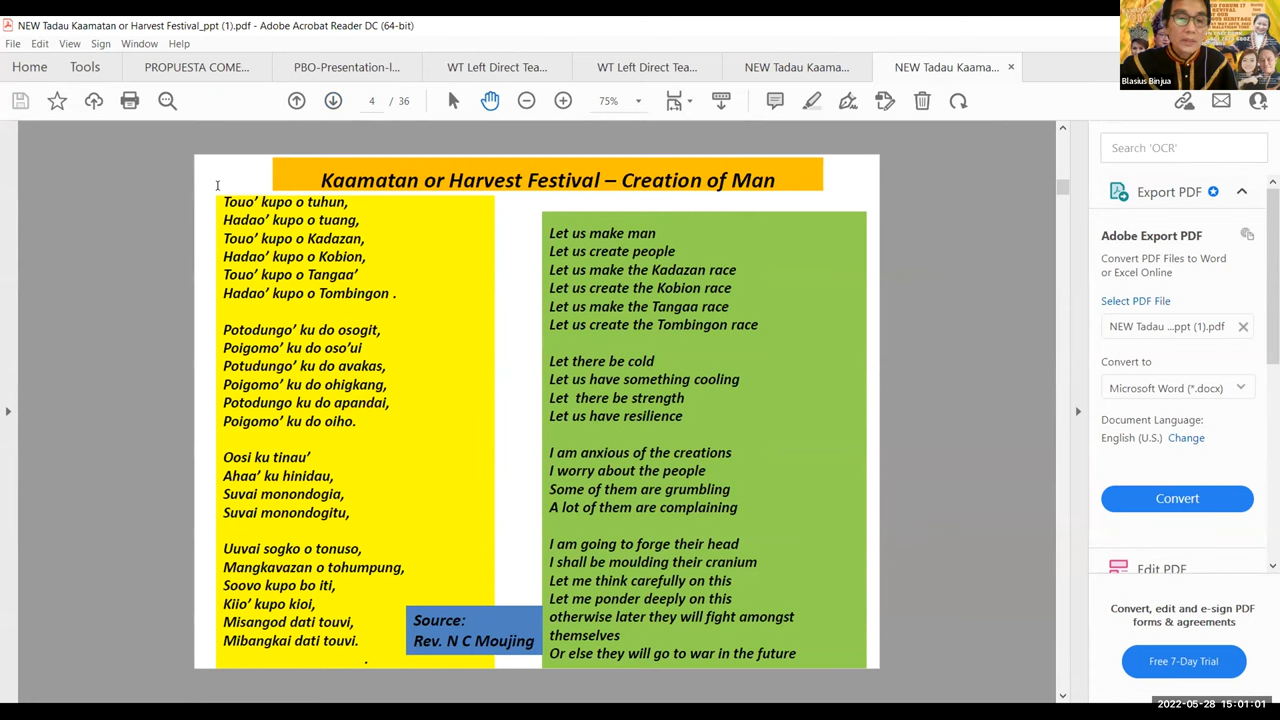 NEW Tadau Kaamatan or Harvest Festival_ppt (1).pdf - Adobe Acrobat Reader DC (64-bit)
File Edit View Sign Window Help
Home Tools PROPUESTA COME... PBO-Presentation-I... WT Left Direct Tea... WT Left Direct Tea... NEW Tadau Kaama... NEW Tadau Kaama... ×
Blasius Binjua
4 / 36 75%
Kaamatan or Harvest Festival – Creation of Man
Touo’ kupo o tuhun,
Hadao’ kupo o tuang,
Touo’ kupo o Kadazan,
Hadao’ kupo o Kobion,
Touo’ kupo o Tangaa’
Hadao’ kupo o Tombingon .
Potodungo’ ku do osogit,
Poigomo’ ku do oso’ui
Potudungo’ ku do avakas,
Poigomo’ ku do ohigkang,
Potodungo ku do apandai,
Poigomo’ ku do oiho.
Oosi ku tinau’
Ahaa’ ku hinidau,
Suvai monondogia,
Suvai monondogitu,
Uuvai sogko o tonuso,
Mangkavazan o tohumpung,
Soovo kupo bo iti,
Kiio’ kupo kioi,
Misangod dati touvi,
Mibangkai dati touvi.
.
Source:
Rev. N C Moujing
Let us make man
Let us create people
Let us make the Kadazan race
Let us create the Kobion race
Let us make the Tangaa race
Let us create the Tombingon race
Let there be cold
Let us have something cooling
Let there be strength
Let us have resilience
I am anxious of the creations
I worry about the people
Some of them are grumbling
A lot of them are complaining
I am going to forge their head
I shall be moulding their cranium
Let me think carefully on this
Let me ponder deeply on this
otherwise later they will fight amongst
themselves
Or else they will go to war in the future
Search 'OCR'
Export PDF
Adobe Export PDF
Convert PDF Files to Word
or Excel Online
Select PDF File
NEW Tadau ...ppt (1).pdf
Convert to
Microsoft Word (*.docx)
Document Language:
English (U.S.) Change
Convert
Edit PDF
Convert, edit and e-sign PDF
forms & agreements
Free 7-Day Trial
2022-05-28 15:01:01